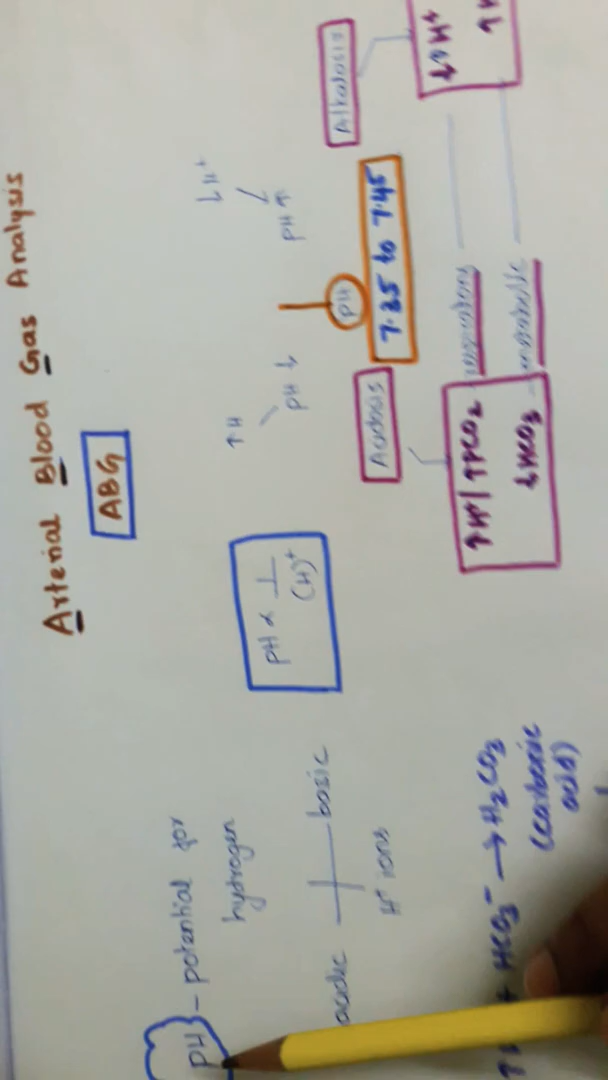 Arterial Blood Gas Analysis
ABG
PH - potential for
hydrogen
acidic basic
H⁺ ions
PH ∝ 1
(H)⁺
↑H
PH↓
↓H⁺
PH↑
PH
7.35 to 7.45
Acidosis
Alkalosis
↑H⁺/↑PCO₂ respiratory
↓HCO₃ metabolic
↓↑H⁺
HCO₃⁻ → H₂CO₃
(carbonic
acid)